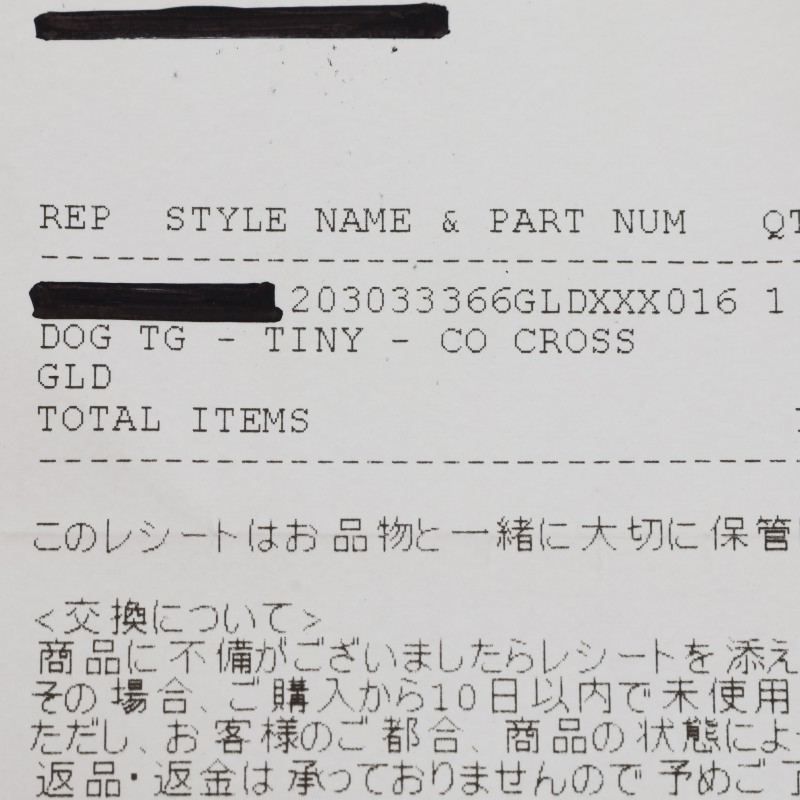 REP STYLE NAME & PART NUM QT
203033366GLDXXX016 1
DOG TG - TINY - CO CROSS
GLD
TOTAL ITEMS
このレシートはお品物と一緒に大切に保管
<交換について>
商品に不備がございましたらレシートを添え
その場合、ご購入から10日以内で未使用
ただし、お客様のご都合、商品の状態によ
返品・返金は承っておりませんので予めご了